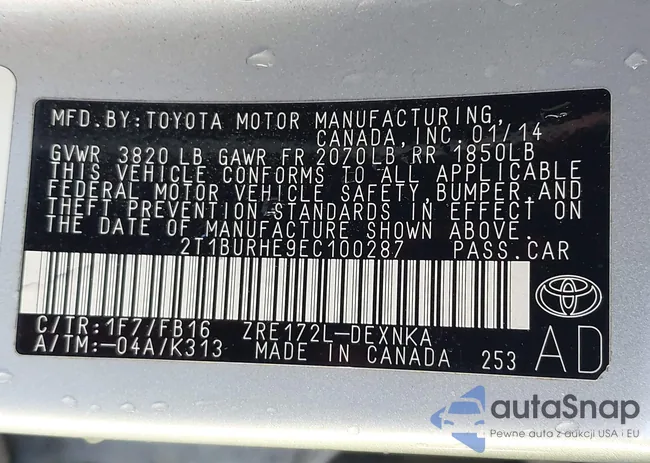 MFD.BY:TOYOTA MOTOR MANUFACTURING,
CANADA,INC.01/14
GVWR 3820 LB GAWR FR 2070LB RR 1850LB
THIS VEHICLE CONFORMS TO ALL APPLICABLE
FEDERAL MOTOR VEHICLE SAFETY,BUMPER,AND
THEFT PREVENTION STANDARDS IN EFFECT ON
THE DATE OF MANUFACTURE SHOWN ABOVE.
2T1BURHE9EC100287 PASS.CAR
C/TR:1F7/FB16 ZRE172L-DEXNKA
A/TM:-04A/K313 MADE IN CANADA 253
AD
autaSnap
Pewne auta z aukcji USA i EU